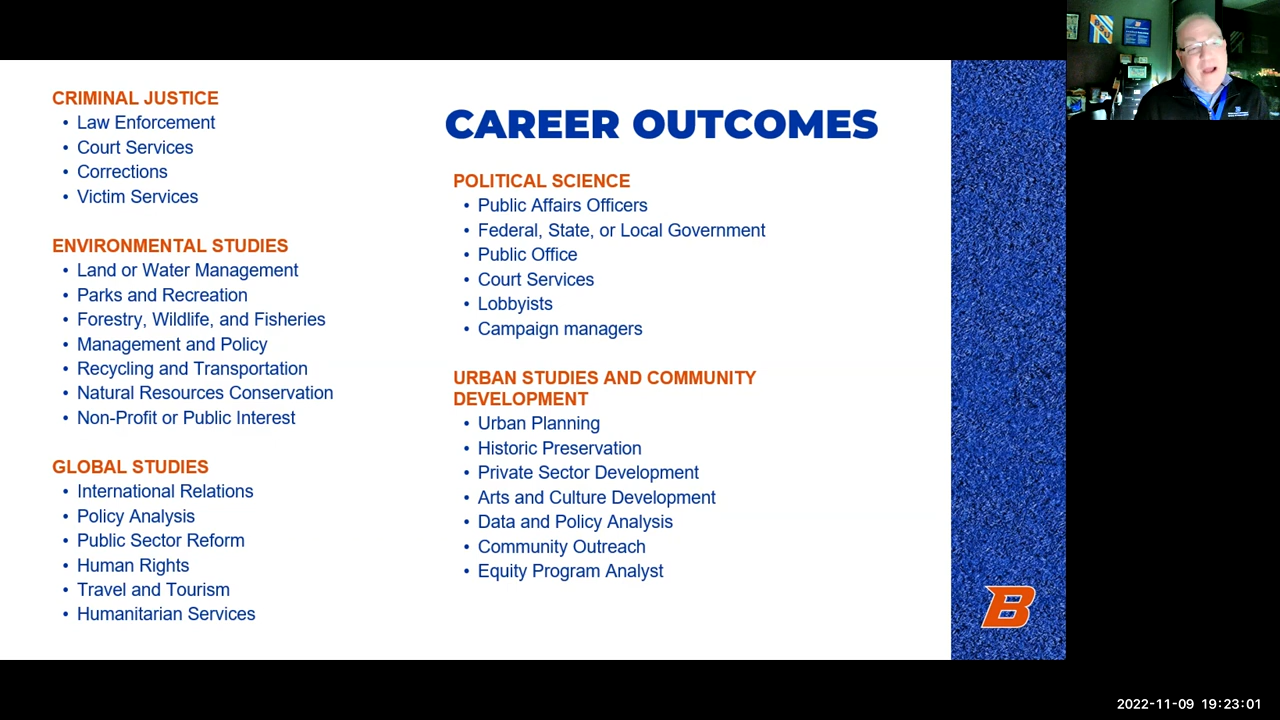 CRIMINAL JUSTICE
• Law Enforcement
• Court Services
• Corrections
• Victim Services
ENVIRONMENTAL STUDIES
• Land or Water Management
• Parks and Recreation
• Forestry, Wildlife, and Fisheries
• Management and Policy
• Recycling and Transportation
• Natural Resources Conservation
• Non-Profit or Public Interest
GLOBAL STUDIES
• International Relations
• Policy Analysis
• Public Sector Reform
• Human Rights
• Travel and Tourism
• Humanitarian Services
CAREER OUTCOMES
POLITICAL SCIENCE
• Public Affairs Officers
• Federal, State, or Local Government
• Public Office
• Court Services
• Lobbyists
• Campaign managers
URBAN STUDIES AND COMMUNITY
DEVELOPMENT
• Urban Planning
• Historic Preservation
• Private Sector Development
• Arts and Culture Development
• Data and Policy Analysis
• Community Outreach
• Equity Program Analyst
B
2022-11-09 19:23:01